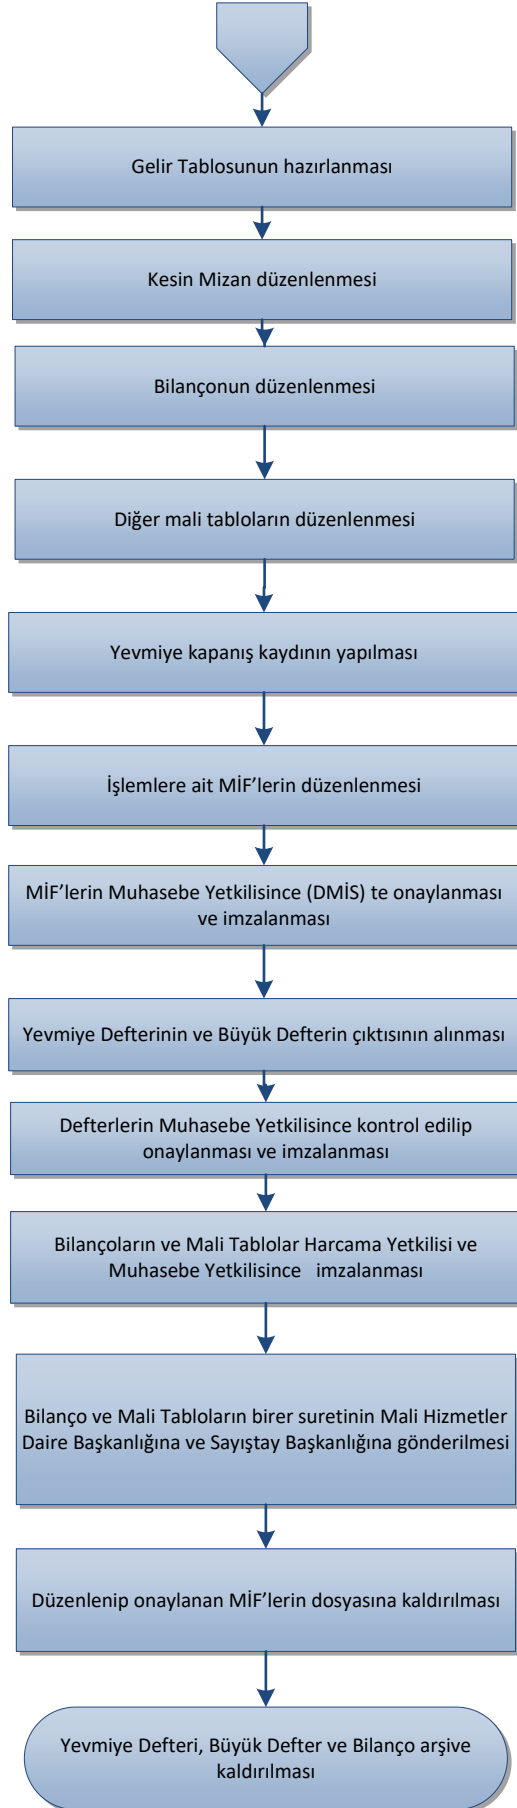 Gelir Tablosunun hazırlanması
Kesin Mizan düzenlenmesi
Bilançonun düzenlenmesi
Diğer mali tabloların düzenlenmesi
Yevmiye kapanış kaydının yapılması
İşlemlere ait MİF’lerin düzenlenmesi
MİF’lerin Muhasebe Yetkilisince (DMİS) te onaylanması
ve imzalanması
Yevmiye Defterinin ve Büyük Defterin çıktısının alınması
Defterlerin Muhasebe Yetkilisince kontrol edilip
onaylanması ve imzalanması
Bilançoların ve Mali Tablolar Harcama Yetkilisi ve
Muhasebe Yetkilisince   imzalanması
Bilanço ve Mali Tabloların birer suretinin Mali Hizmetler
Daire Başkanlığına ve Sayıştay Başkanlığına gönderilmesi
Düzenlenip onaylanan MİF’lerin dosyasına kaldırılması
Yevmiye Defteri, Büyük Defter ve Bilanço arşive
kaldırılması